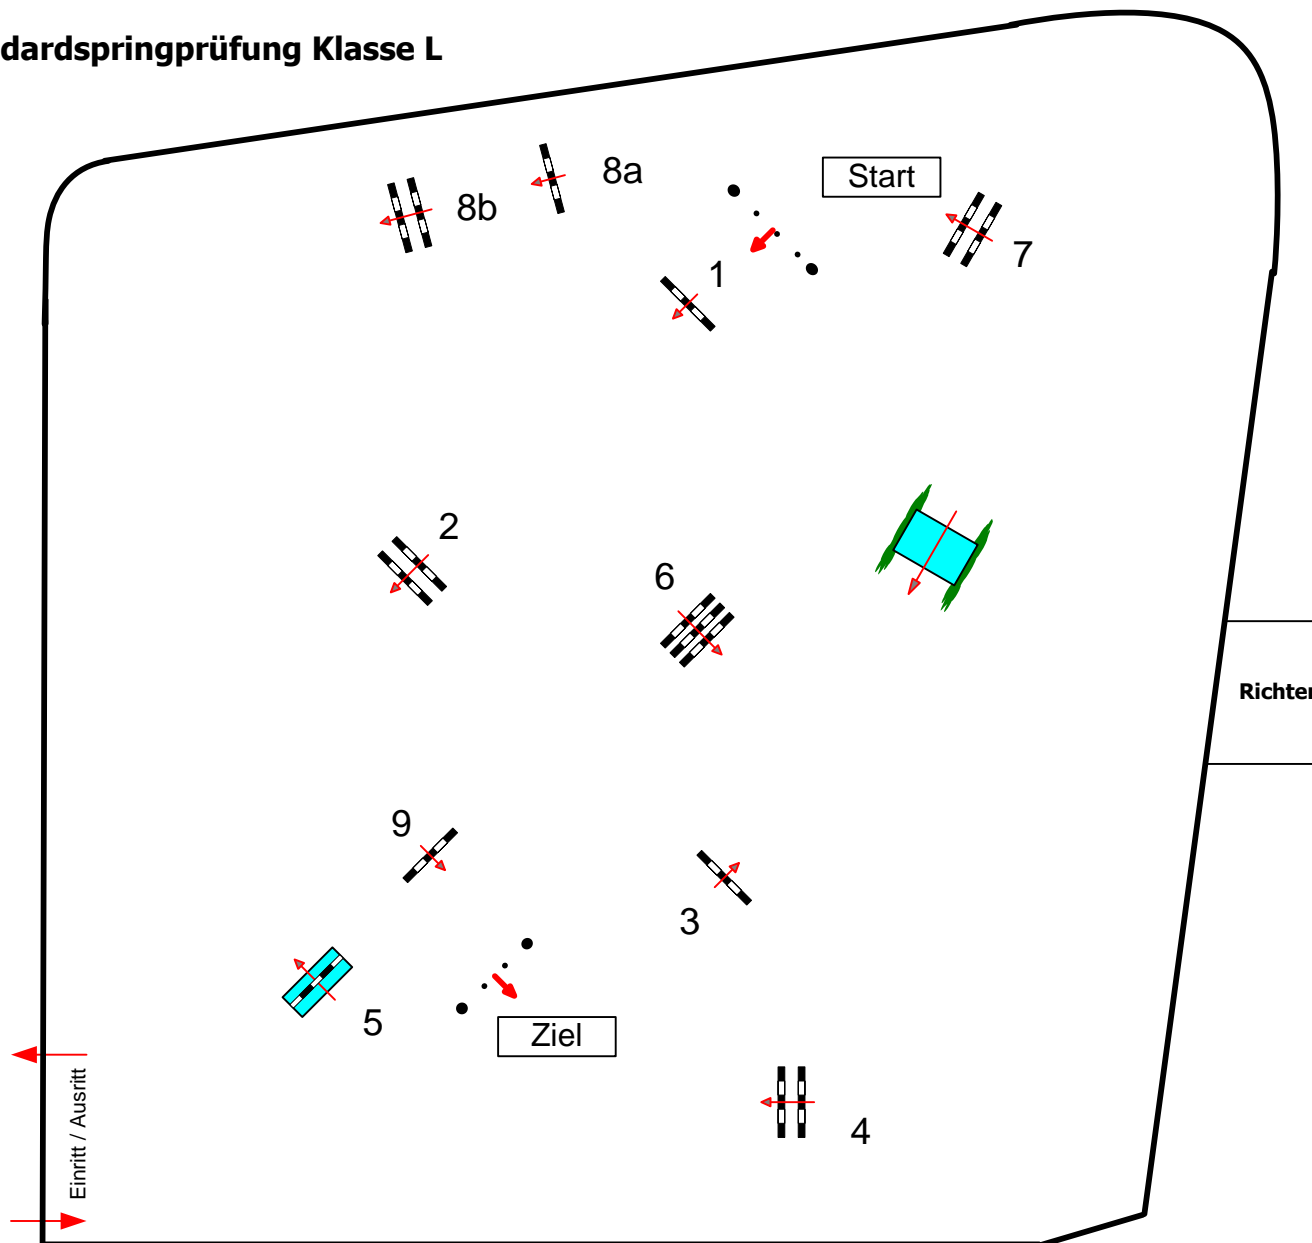 dardspringprüfung Klasse L
8a
Start
8b
7
1
2
6
Richter
9
3
5
Ziel
4
Einritt / Ausritt